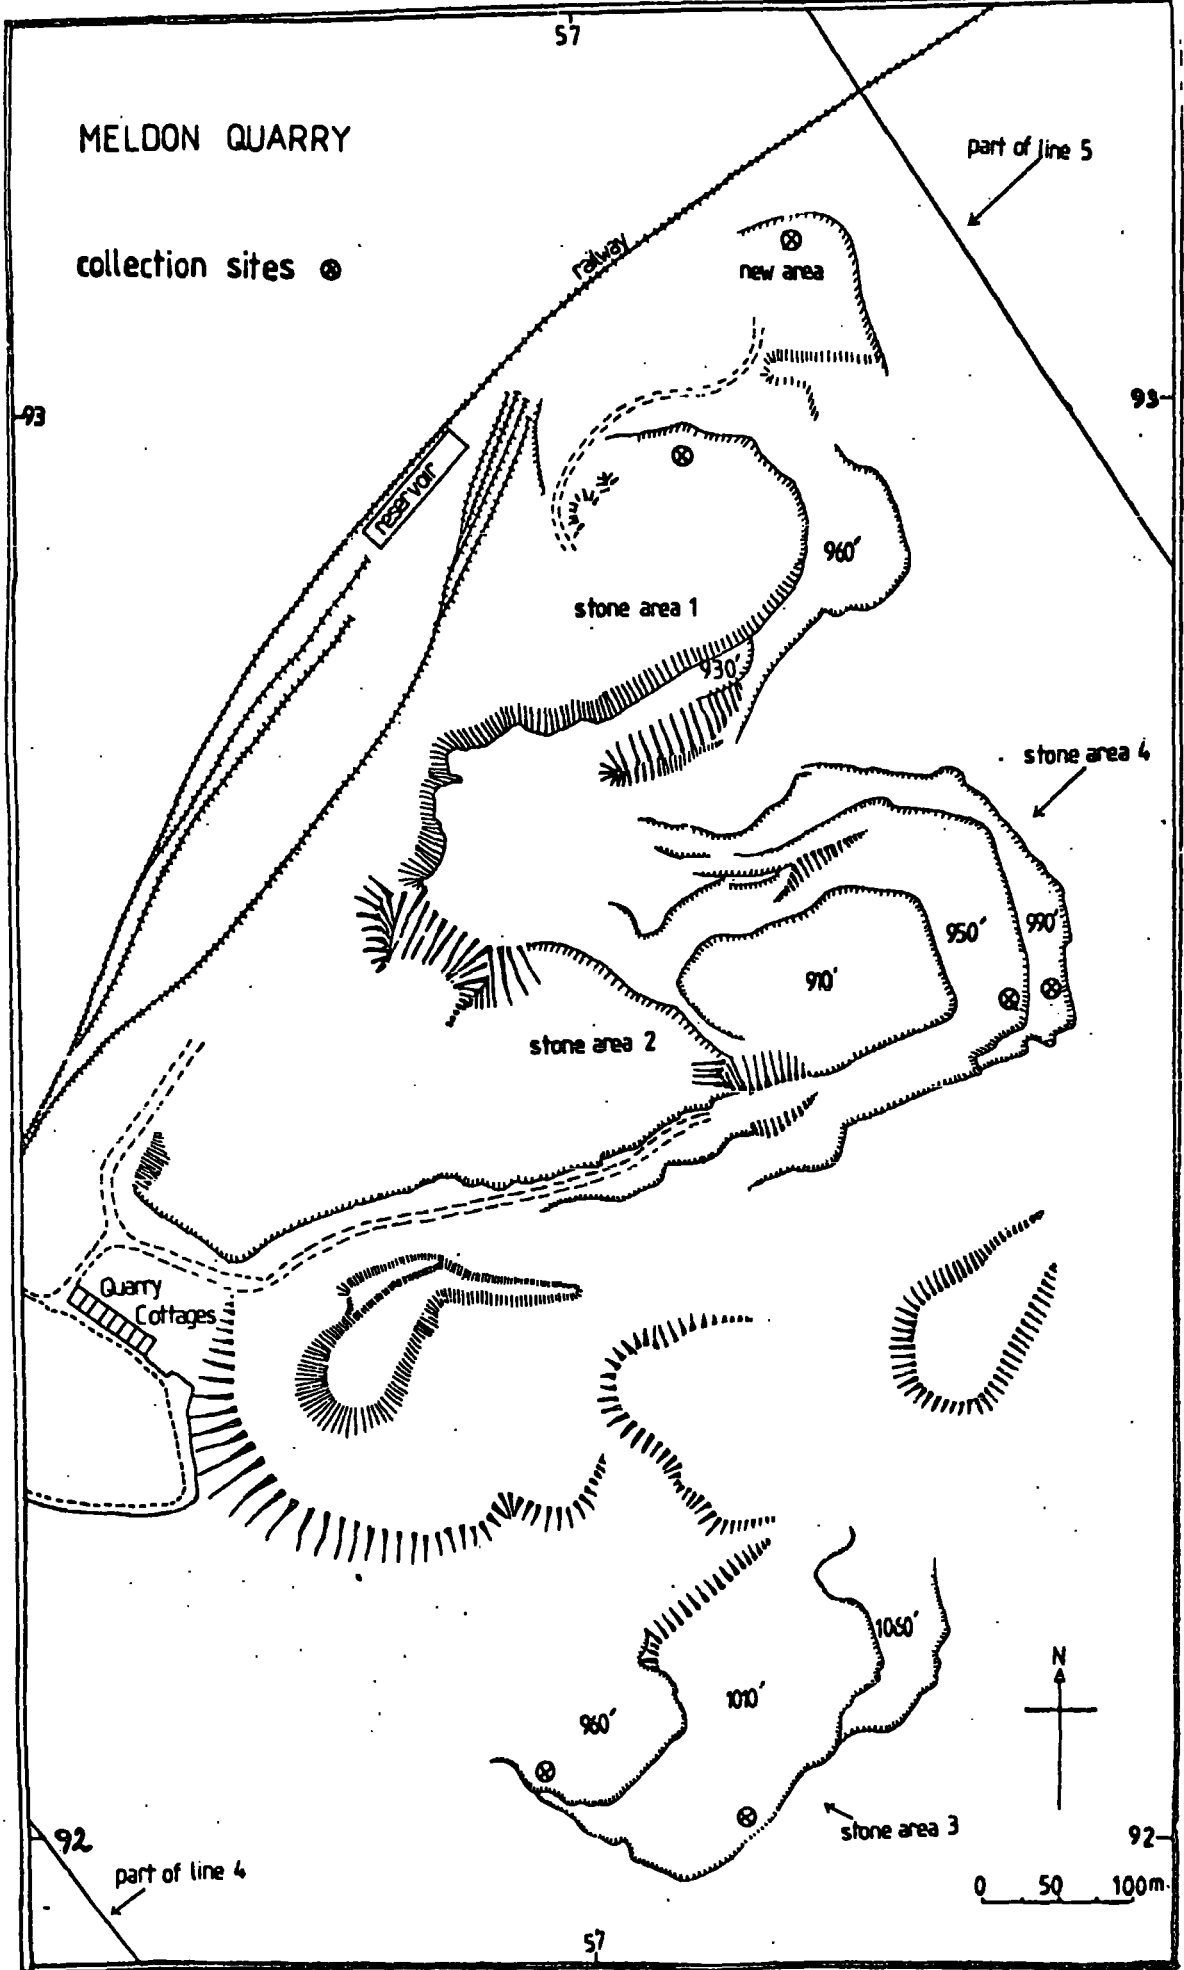 57
MELDON QUARRY
part of line 5
collection sites ⊗
railway
new area
93
93
reservoir
960′
stone area 1
930′
stone area 4
950′
990′
910′
stone area 2
Quarry
Cottages
1060′
N
1010′
960′
stone area 3
92
92
part of line 4
0 50 100m.
57